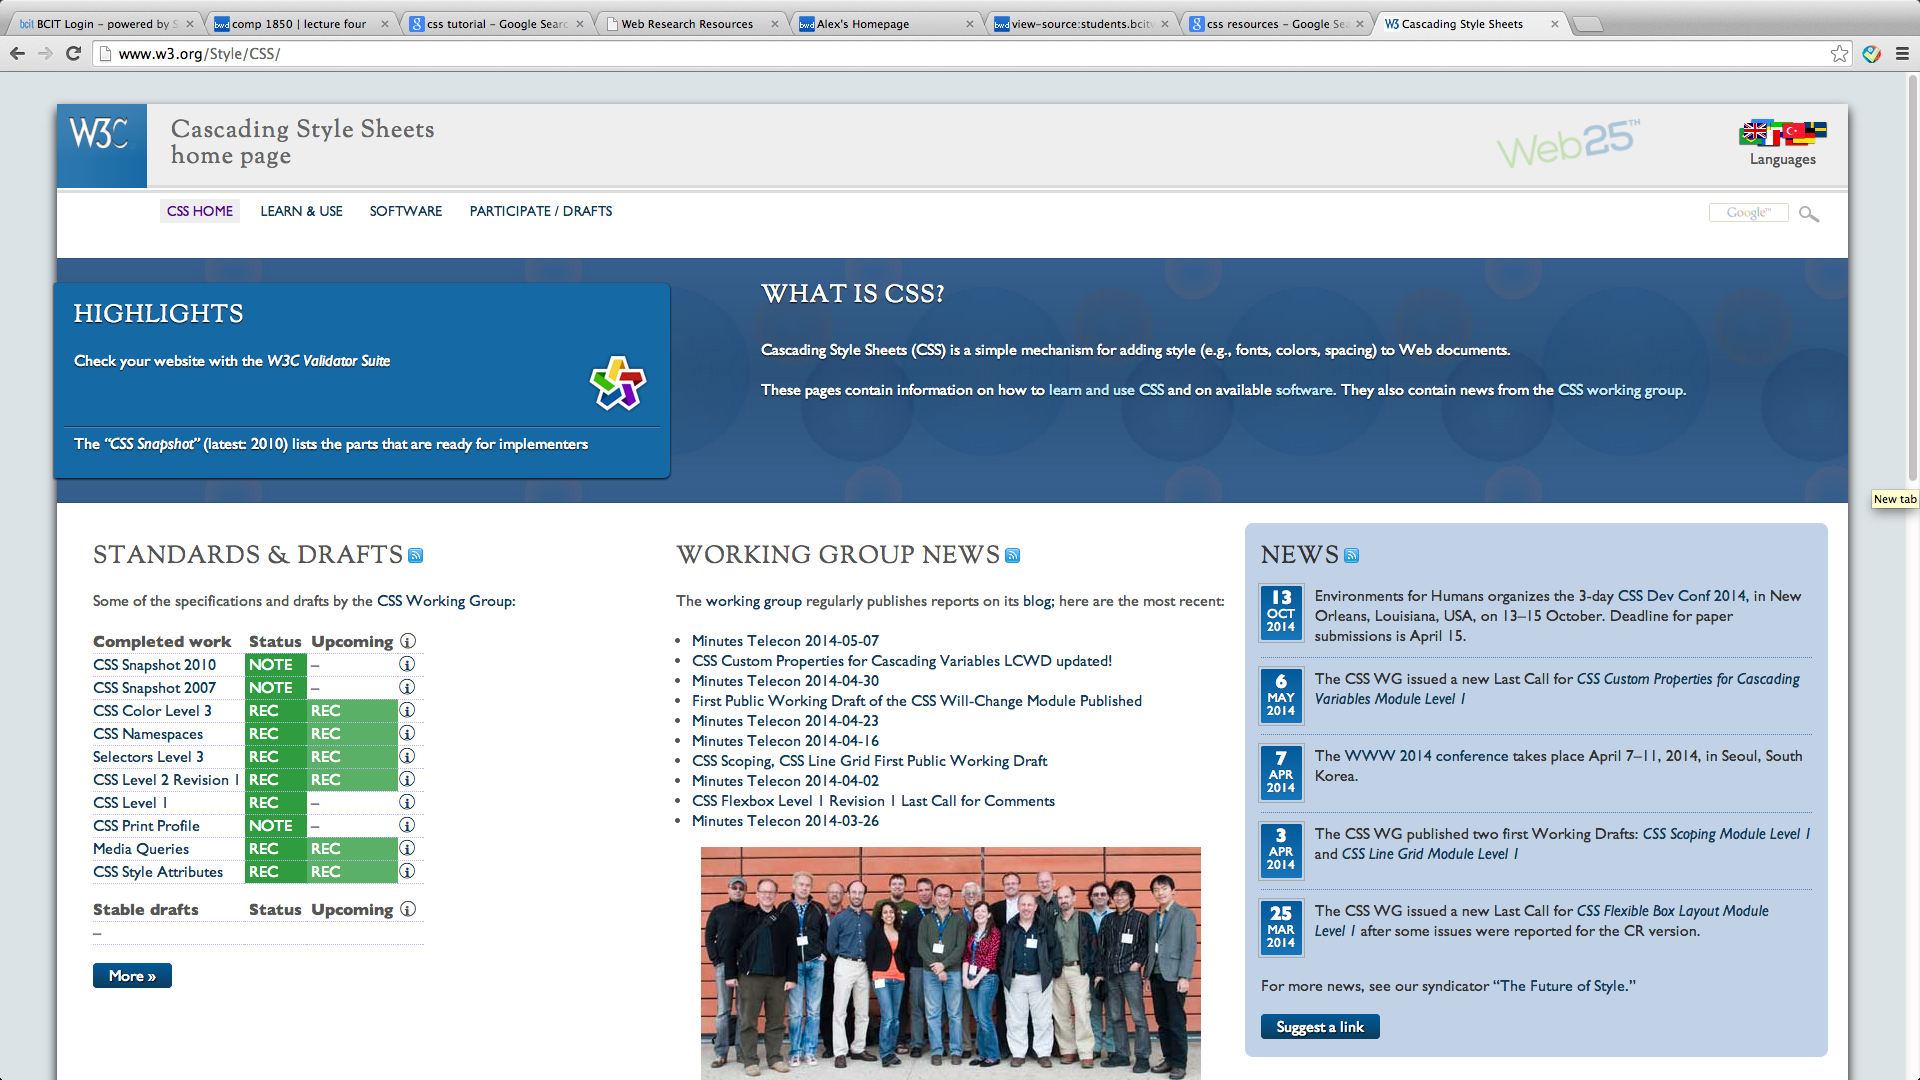 bcit BCIT Login – powered by S
bwd comp 1850 | lecture four
css tutorial – Google Searc
Web Research Resources
bwd Alex's Homepage
bwd view-source:students.bcit
css resources – Google Se
W3 Cascading Style Sheets
www.w3.org/Style/CSS/
W3C
Cascading Style Sheets
home page
Web25TH
Languages
CSS HOME LEARN & USE SOFTWARE PARTICIPATE / DRAFTS
Google™
HIGHLIGHTS
Check your website with the W3C Validator Suite
The “CSS Snapshot” (latest: 2010) lists the parts that are ready for implementers
WHAT IS CSS?
Cascading Style Sheets (CSS) is a simple mechanism for adding style (e.g., fonts, colors, spacing) to Web documents.
These pages contain information on how to learn and use CSS and on available software. They also contain news from the CSS working group.
New tab
STANDARDS & DRAFTS
Some of the specifications and drafts by the CSS Working Group:
Completed work Status Upcoming
CSS Snapshot 2010 NOTE –
CSS Snapshot 2007 NOTE –
CSS Color Level 3 REC REC
CSS Namespaces REC REC
Selectors Level 3 REC REC
CSS Level 2 Revision 1 REC REC
CSS Level 1 REC –
CSS Print Profile NOTE –
Media Queries REC REC
CSS Style Attributes REC REC
Stable drafts Status Upcoming
–
More »
WORKING GROUP NEWS
The working group regularly publishes reports on its blog; here are the most recent:
• Minutes Telecon 2014-05-07
• CSS Custom Properties for Cascading Variables LCWD updated!
• Minutes Telecon 2014-04-30
• First Public Working Draft of the CSS Will-Change Module Published
• Minutes Telecon 2014-04-23
• Minutes Telecon 2014-04-16
• CSS Scoping, CSS Line Grid First Public Working Draft
• Minutes Telecon 2014-04-02
• CSS Flexbox Level 1 Revision 1 Last Call for Comments
• Minutes Telecon 2014-03-26
NEWS
13
OCT
2014
Environments for Humans organizes the 3-day CSS Dev Conf 2014, in New
Orleans, Louisiana, USA, on 13–15 October. Deadline for paper
submissions is April 15.
6
MAY
2014
The CSS WG issued a new Last Call for CSS Custom Properties for Cascading
Variables Module Level 1
7
APR
2014
The WWW 2014 conference takes place April 7–11, 2014, in Seoul, South
Korea.
3
APR
2014
The CSS WG published two first Working Drafts: CSS Scoping Module Level 1
and CSS Line Grid Module Level 1
25
MAR
2014
The CSS WG issued a new Last Call for CSS Flexible Box Layout Module
Level 1 after some issues were reported for the CR version.
For more news, see our syndicator “The Future of Style.”
Suggest a link